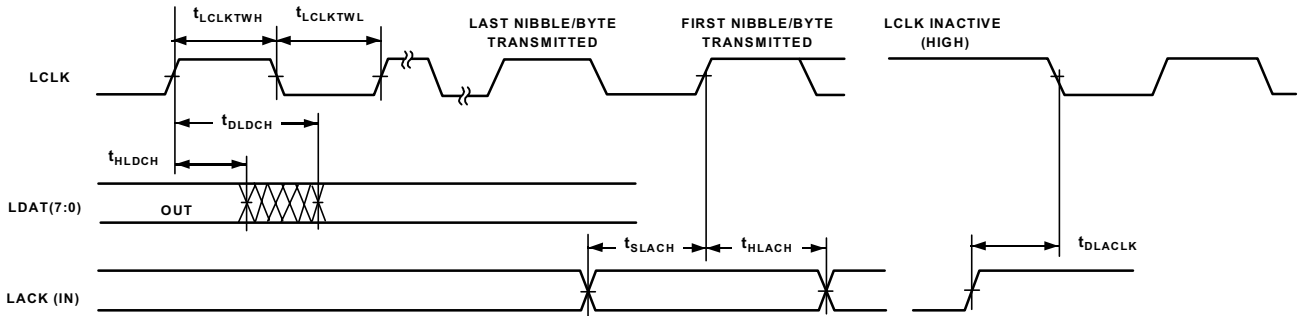 tLCLKTWH tLCLKTWL
LAST NIBBLE/BYTE
TRANSMITTED
FIRST NIBBLE/BYTE
TRANSMITTED
LCLK INACTIVE
(HIGH)
LCLK
tDLDCH
tHLDCH
LDAT(7:0)
OUT
tSLACH tHLACH
tDLACLK
LACK (IN)